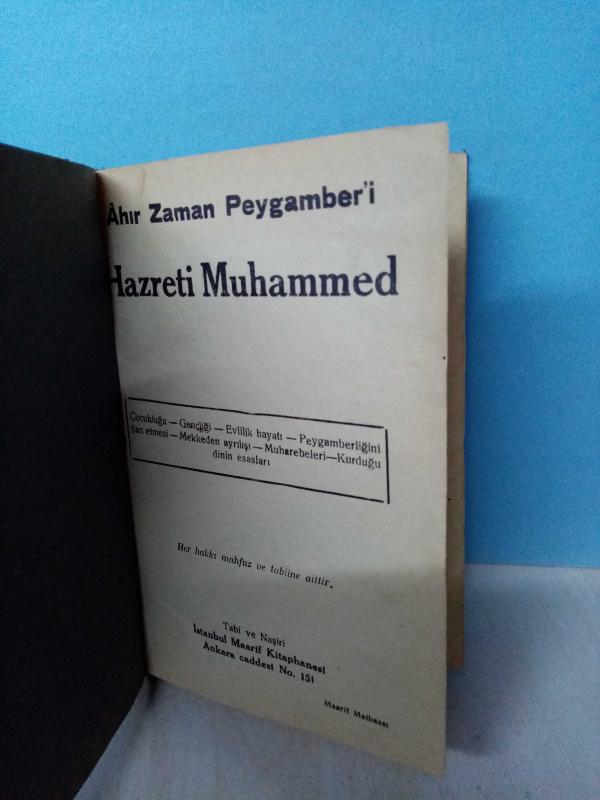 Âhır Zaman Peygamber'i
Hazreti Muhammed
Çocukluğu — Gençliği — Evlilik hayatı — Peygamberliğini
ilan etmesi — Mekkeden ayrılışı — Muharebeleri—Kurduğu
dinin esasları
Her hakkı mahfuz ve tabiine aittir.
Tabi ve Naşiri
İstanbul Maarif Kitaphanesi
Ankara caddesi No. 151
Maarif Matbaası